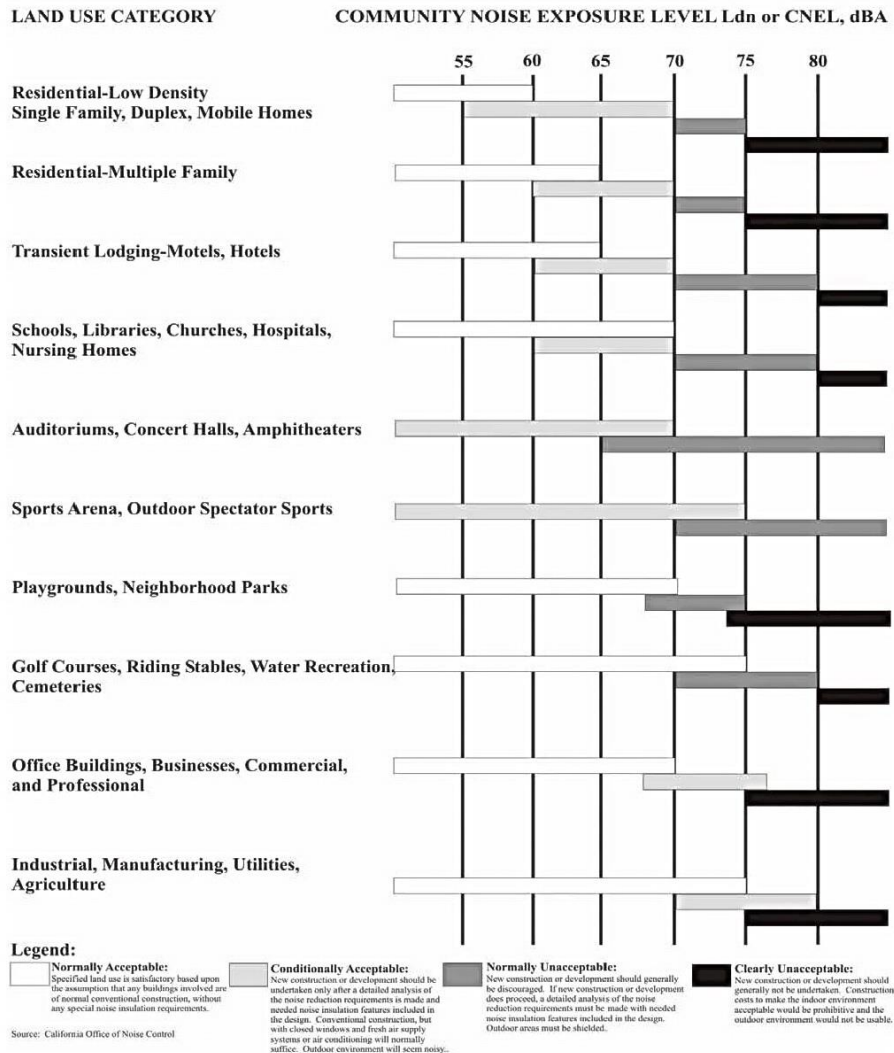 LAND USE CATEGORY
COMMUNITY NOISE EXPOSURE LEVEL Ldn or CNEL, dBA
55 60 65 70 75 80
Residential-Low Density
Single Family, Duplex, Mobile Homes
Residential-Multiple Family
Transient Lodging-Motels, Hotels
Schools, Libraries, Churches, Hospitals,
Nursing Homes
Auditoriums, Concert Halls, Amphitheaters
Sports Arena, Outdoor Spectator Sports
Playgrounds, Neighborhood Parks
Golf Courses, Riding Stables, Water Recreation,
Cemeteries
Office Buildings, Businesses, Commercial,
and Professional
Industrial, Manufacturing, Utilities,
Agriculture
Legend:
Normally Acceptable:
Specified land use is satisfactory based upon
the assumption that any buildings involved are
of normal conventional construction, without
any special noise insulation requirements.
Conditionally Acceptable:
New construction or development should be
undertaken only after a detailed analysis of
the noise reduction requirements is made and
needed noise insulation features included in
the design. Conventional construction, but
with closed windows and fresh air supply
systems or air conditioning will normally
suffice. Outdoor environment will seem noisy..
Normally Unacceptable:
New construction or development should generally
be discouraged. If new construction or development
does proceed, a detailed analysis of the noise
reduction requirements must be made with needed
noise insulation features included in the design.
Outdoor areas must be shielded.
Clearly Unacceptable:
New construction or development should
generally not be undertaken. Construction
costs to make the indoor environment
acceptable would be prohibitive and the
outdoor environment would not be usable.
Source: California Office of Noise Control